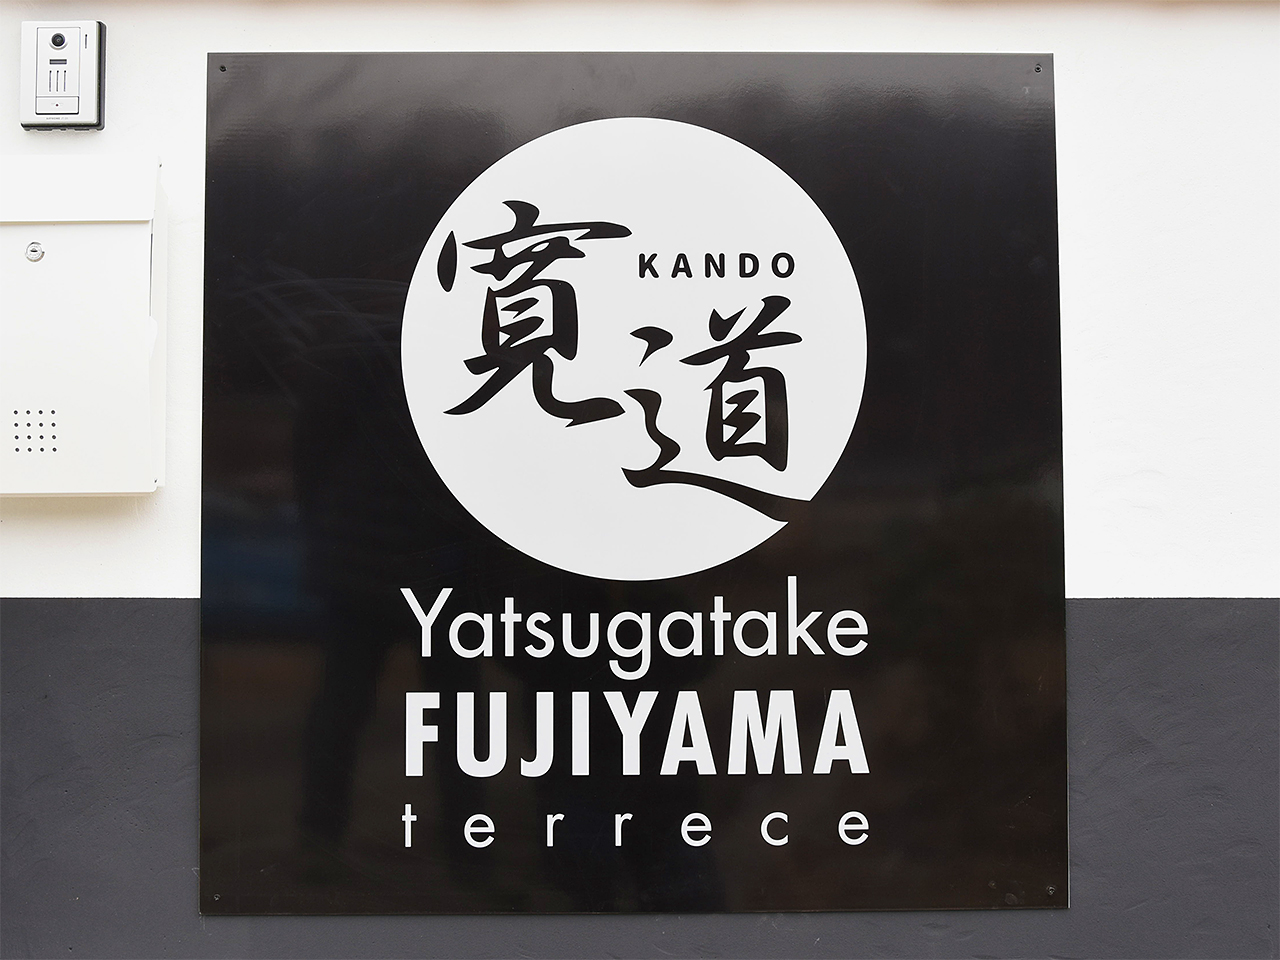 寛道
KANDO
Yatsugatake
FUJIYAMA
terrece